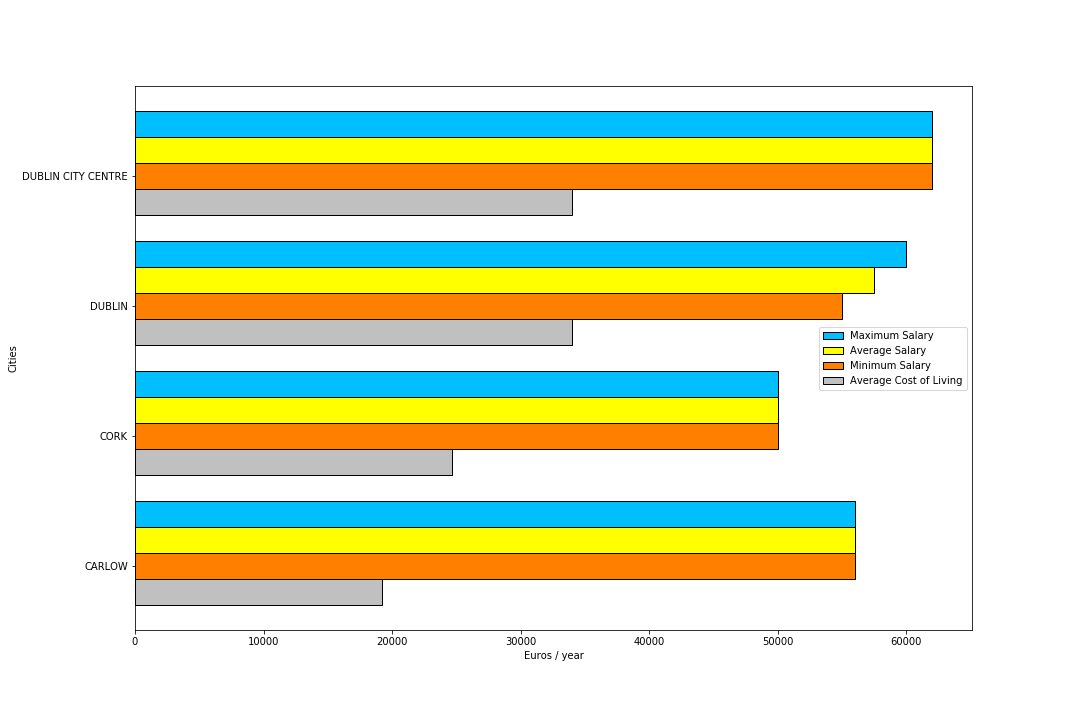 DUBLIN CITY CENTRE
DUBLIN
CORK
CARLOW
Cities
Maximum Salary
Average Salary
Minimum Salary
Average Cost of Living
0 10000 20000 30000 40000 50000 60000
Euros / year